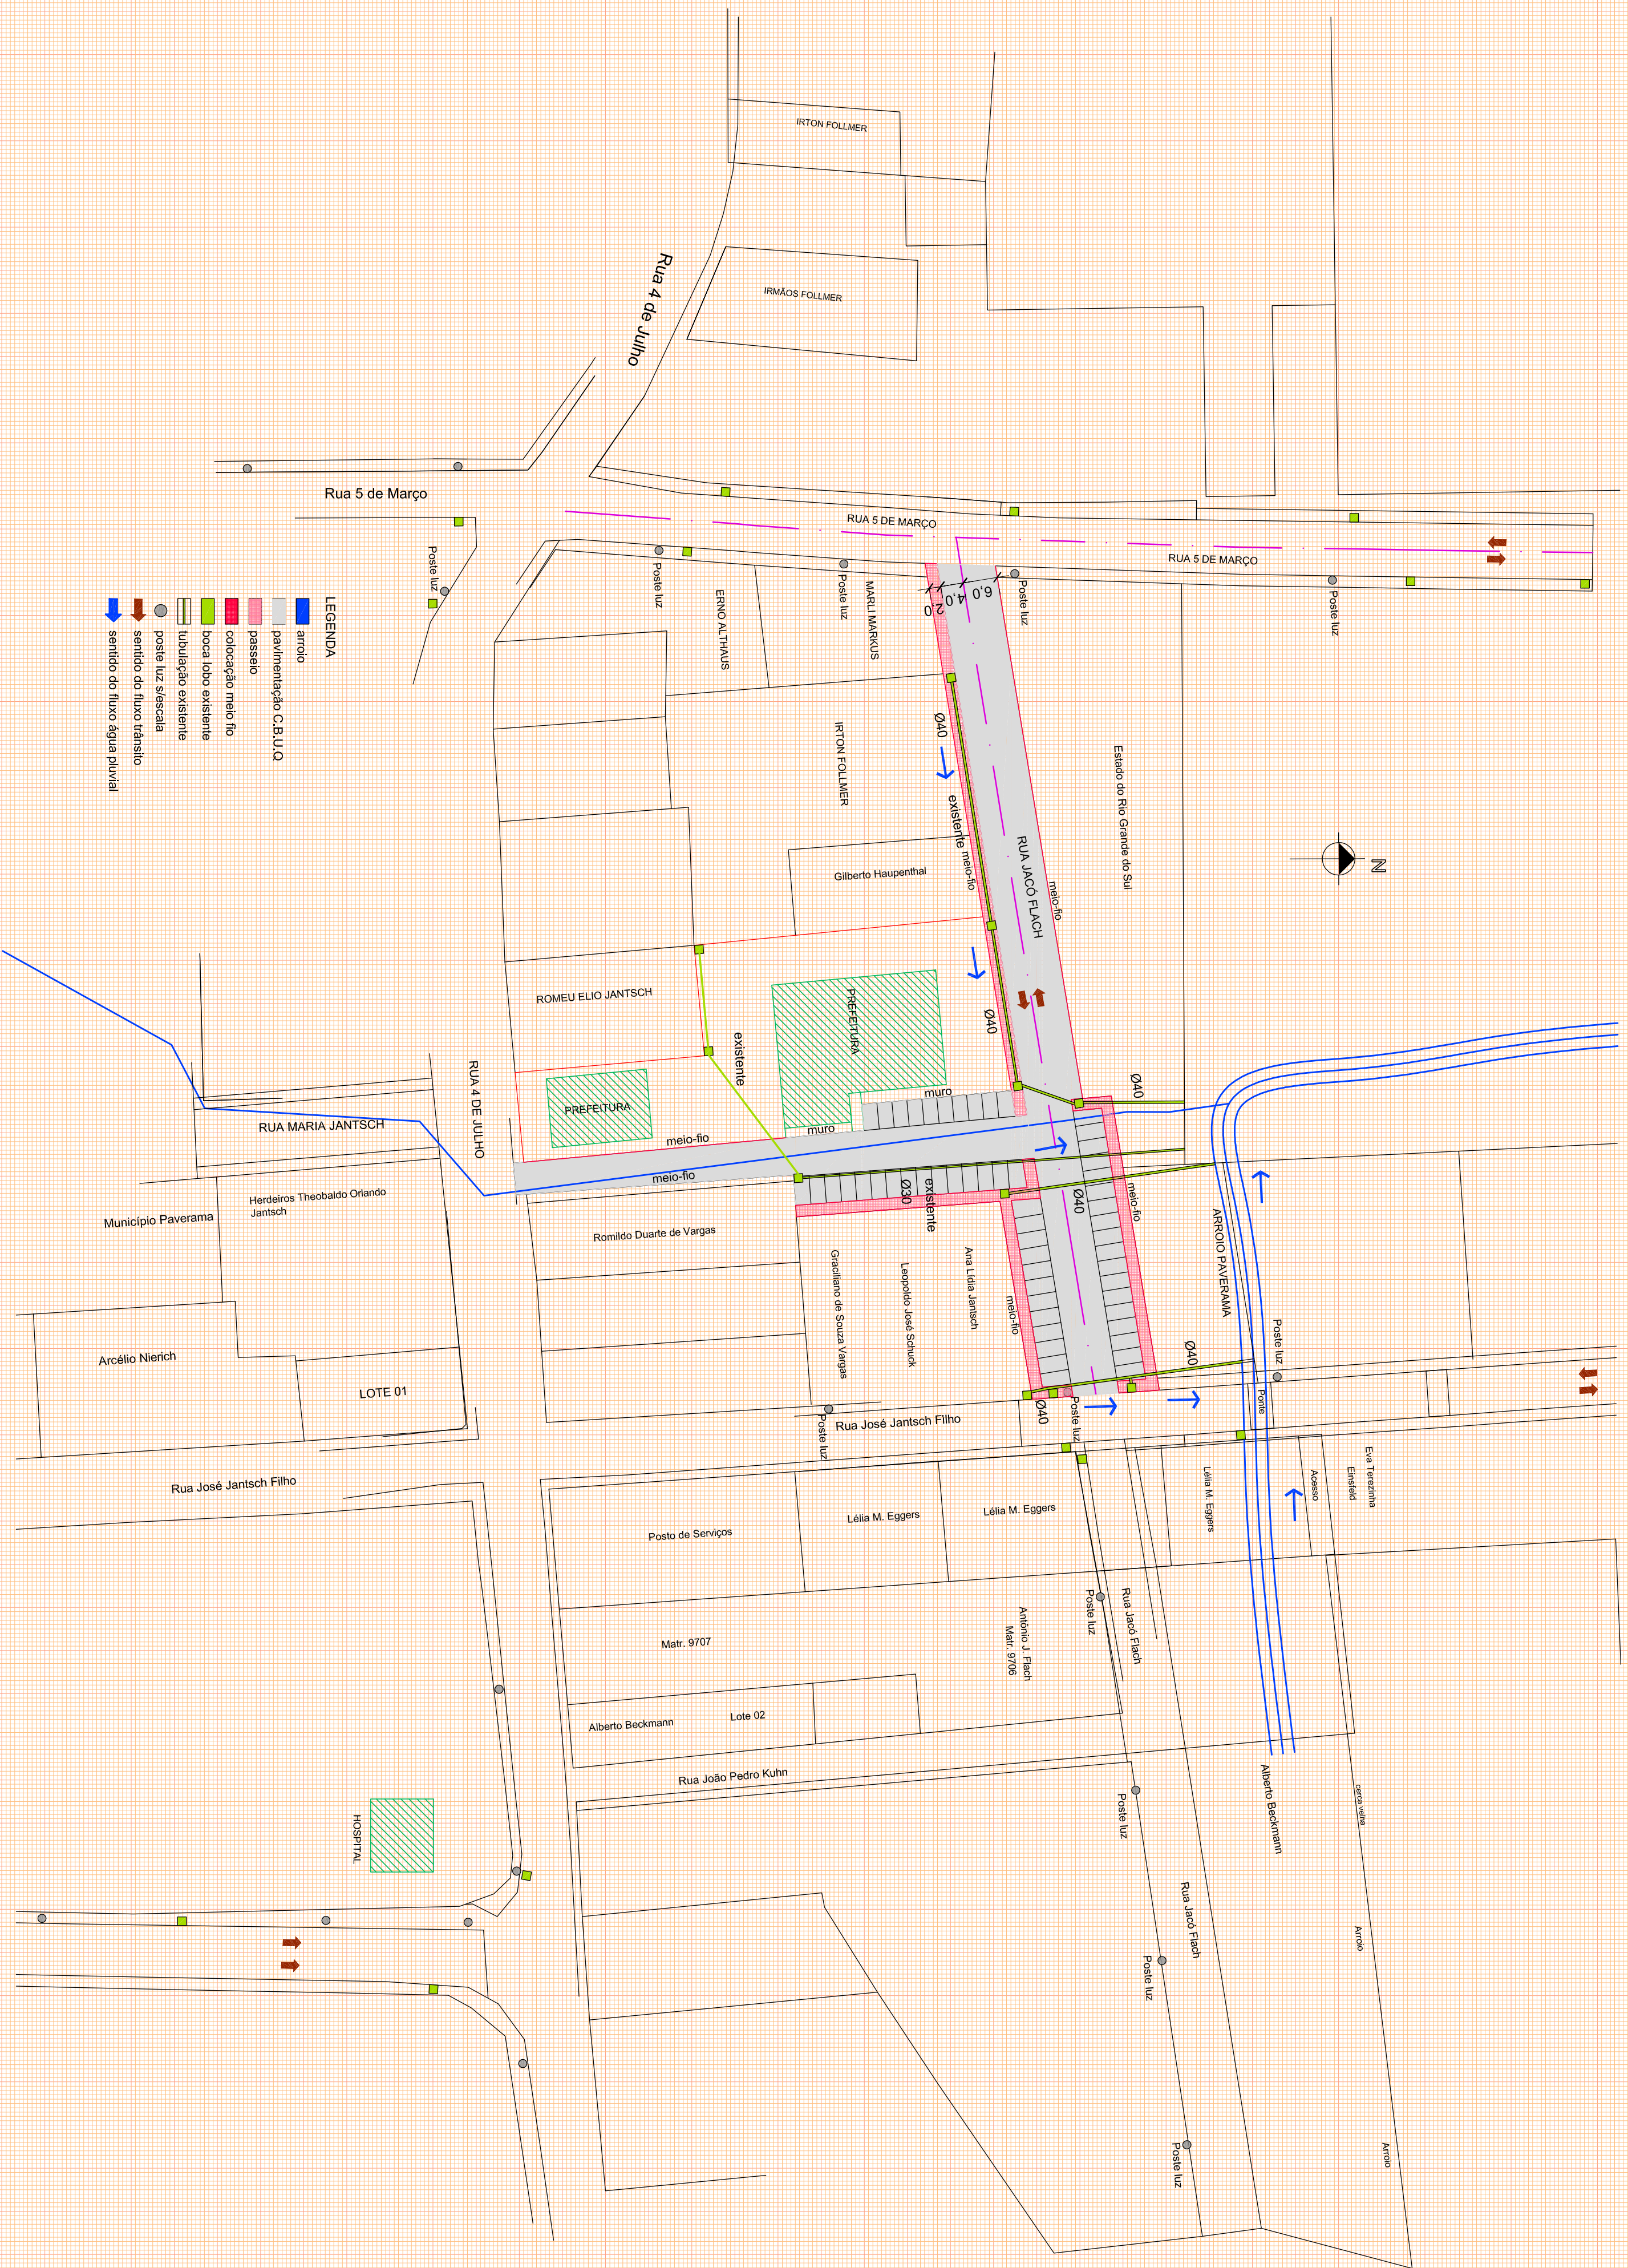 IRTON FOLLMER
IRMÃOS FOLLMER
Rua 4 de Julho
Rua 5 de Março
RUA 5 DE MARÇO
RUA 5 DE MARÇO
Poste luz
Poste luz
Poste luz
Poste luz
Poste luz
2,0
4,0
6,0
ERNO ALTHAUS
MARLI MARKUS
LEGENDA
arroio
pavimentação C.B.U.Q
passeio
colocação meio fio
boca lobo existente
tubulação existente
poste luz s/escala
sentido do fluxo trânsito
sentido do fluxo água pluvial
IRTON FOLLMER
Ø40
existente
meio-fio
Estado do Rio Grande do Sul
RUA JACÓ FLACH
meio-fio
N
Gilberto Haupenthal
ROMEU ELIO JANTSCH
PREFEITURA
existente
Ø40
muro
Ø40
PREFEITURA
muro
meio-fio
meio-fio
RUA 4 DE JULHO
RUA MARIA JANTSCH
Município Paverama
Herdeiros Theobaldo Orlando
Jantsch
Romildo Duarte de Vargas
Ø30
existente
Ø40
meio-fio
ARROIO PAVERAMA
Graciliano de Souza Vargas
Leopoldo José Schuck
Ana Lídia Jantsch
meio-fio
Arcélio Nierich
LOTE 01
Ø40
Poste luz
Ponte
Poste luz
Ø40
Poste luz
Rua José Jantsch Filho
Rua José Jantsch Filho
Posto de Serviços
Lélia M. Eggers
Lélia M. Eggers
Lélia M. Eggers
Acesso
Eva Terezinha
Einsfeld
Matr. 9707
Antônio J. Flach
Matr. 9706
Poste luz
Rua Jacó Flach
Alberto Beckmann
Lote 02
Rua João Pedro Kuhn
Poste luz
Alberto Beckmann
cerca velha
HOSPITAL
Rua Jacó Flach
Poste luz
Arroio
Poste luz
Arroio